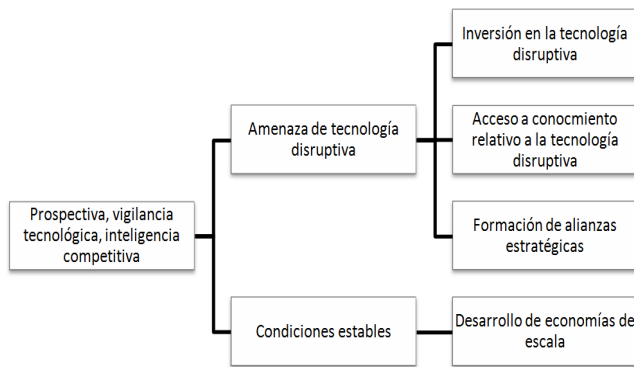 Inversión en la tecnología
disruptiva
Amenaza de tecnología
disruptiva
Acceso a conocmiento
relativo a la tecnología
disruptiva
Prospectiva, vigilancia
tecnológica, inteligencia
competitiva
Formación de alianzas
estratégicas
Condiciones estables
Desarrollo de economías de
escala